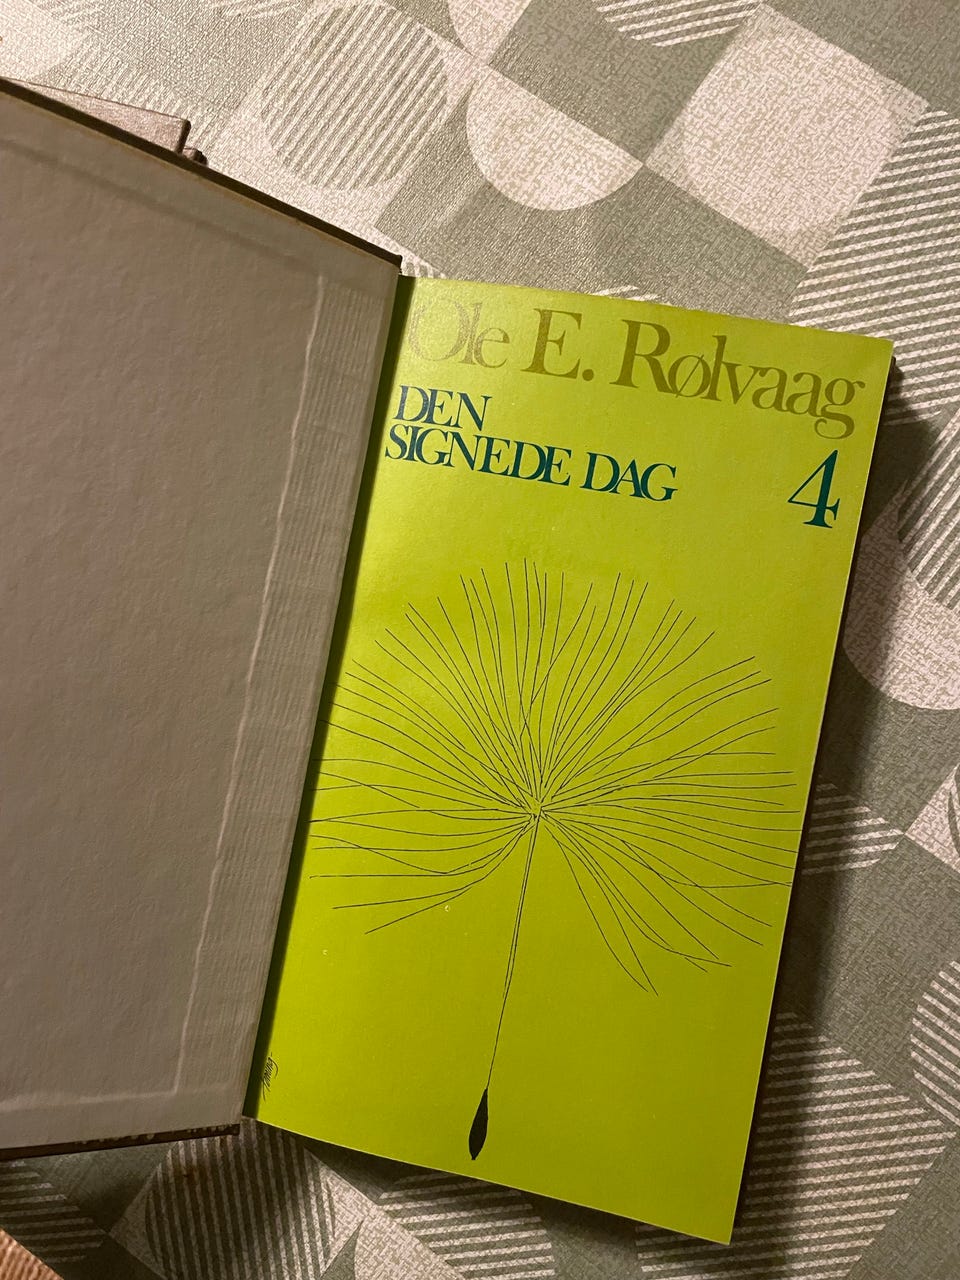 Ole E. Rølvaag
DEN
SIGNEDE DAG
4